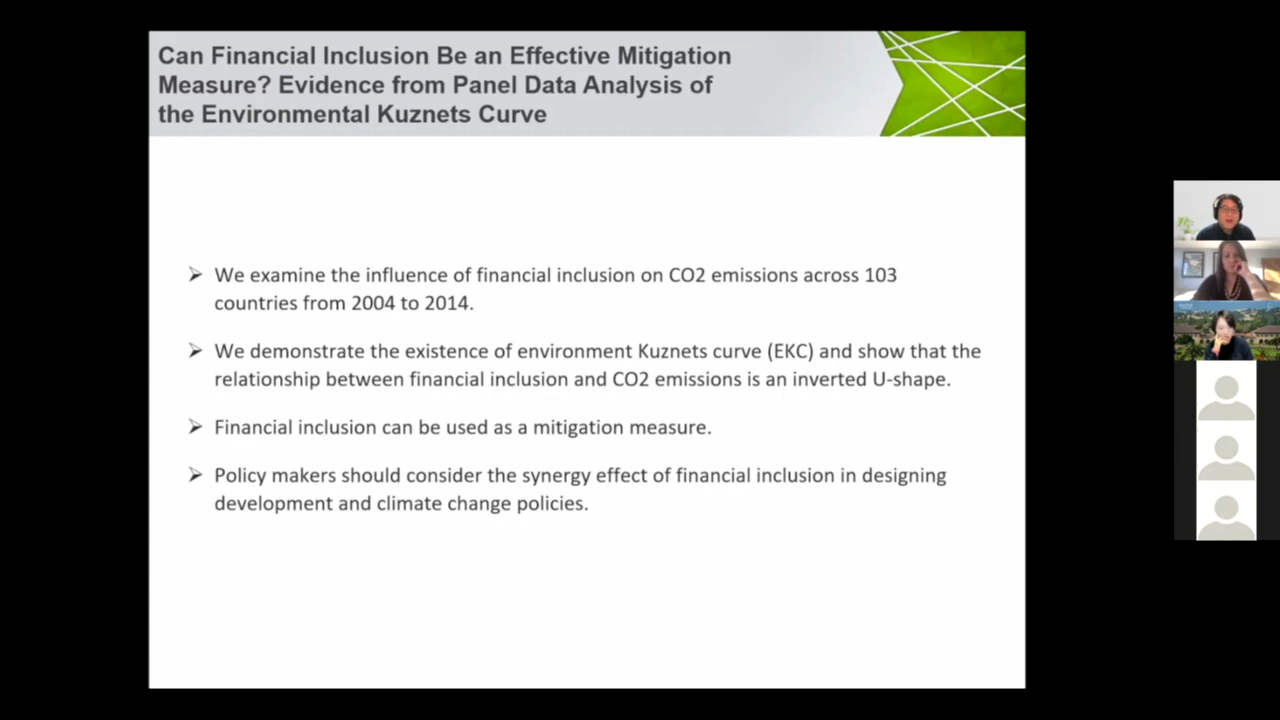 Can Financial Inclusion Be an Effective Mitigation
Measure? Evidence from Panel Data Analysis of
the Environmental Kuznets Curve
➤ We examine the influence of financial inclusion on CO2 emissions across 103
countries from 2004 to 2014.
➤ We demonstrate the existence of environment Kuznets curve (EKC) and show that the
relationship between financial inclusion and CO2 emissions is an inverted U-shape.
➤ Financial inclusion can be used as a mitigation measure.
➤ Policy makers should consider the synergy effect of financial inclusion in designing
development and climate change policies.